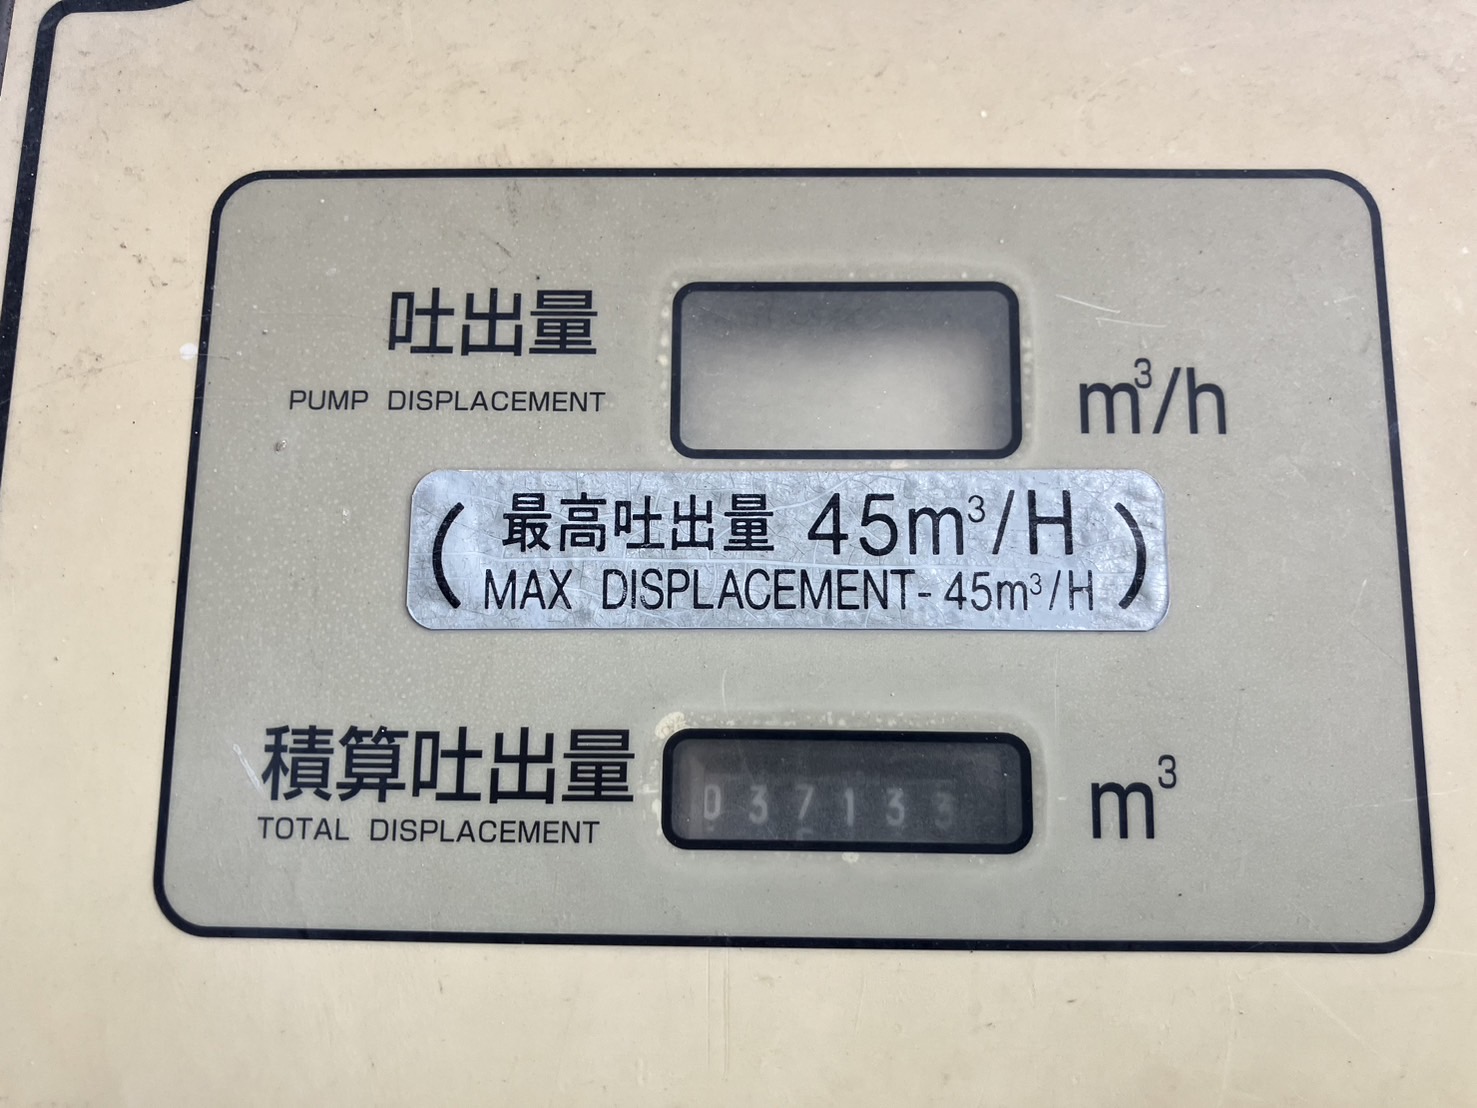 吐出量
PUMP DISPLACEMENT
m³/h
(最高吐出量 45m³/H
MAX DISPLACEMENT-45m³/H)
積算吐出量
TOTAL DISPLACEMENT
037133
m³